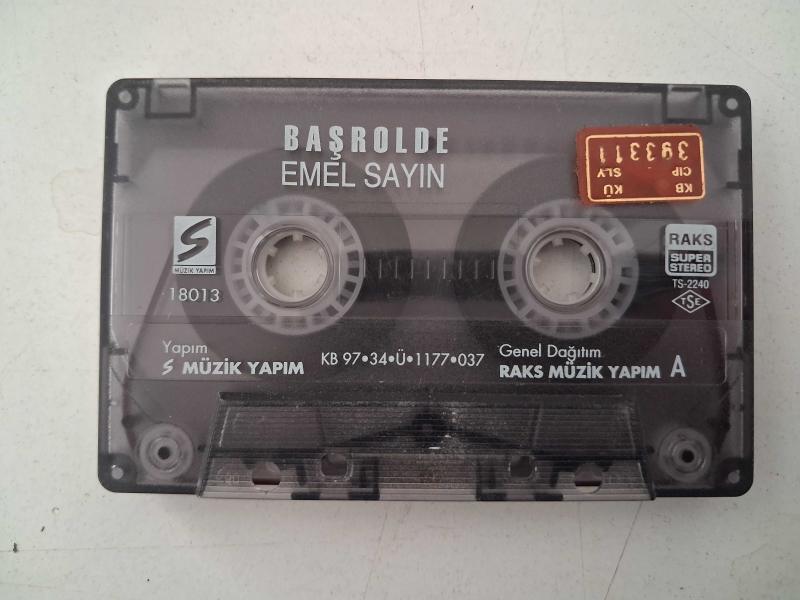 BAŞROLDE
EMEL SAYIN
KB
CIP
393311
KÜ
SLY
S
MÜZİK YAPIM
18013
RAKS
SUPER
STEREO
TS-2240
TSE
Yapım
S MÜZİK YAPIM
KB 97•34•Ü•1177•037
Genel Dağıtım
RAKS MÜZİK YAPIM A